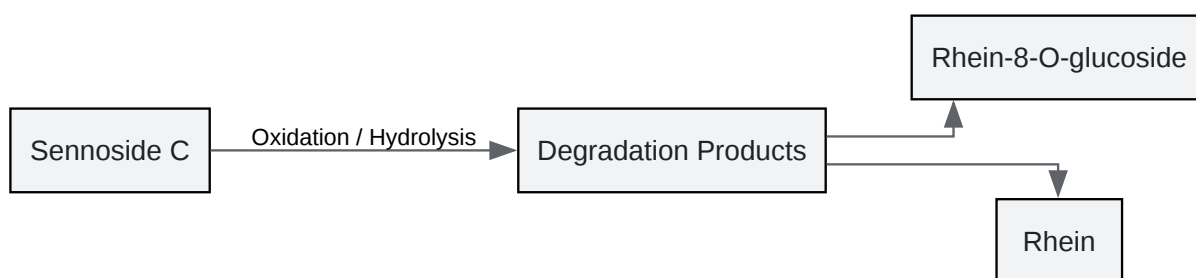 Rhein-8-O-glucoside
Sennoside C
Oxidation / Hydrolysis
Degradation Products
Rhein